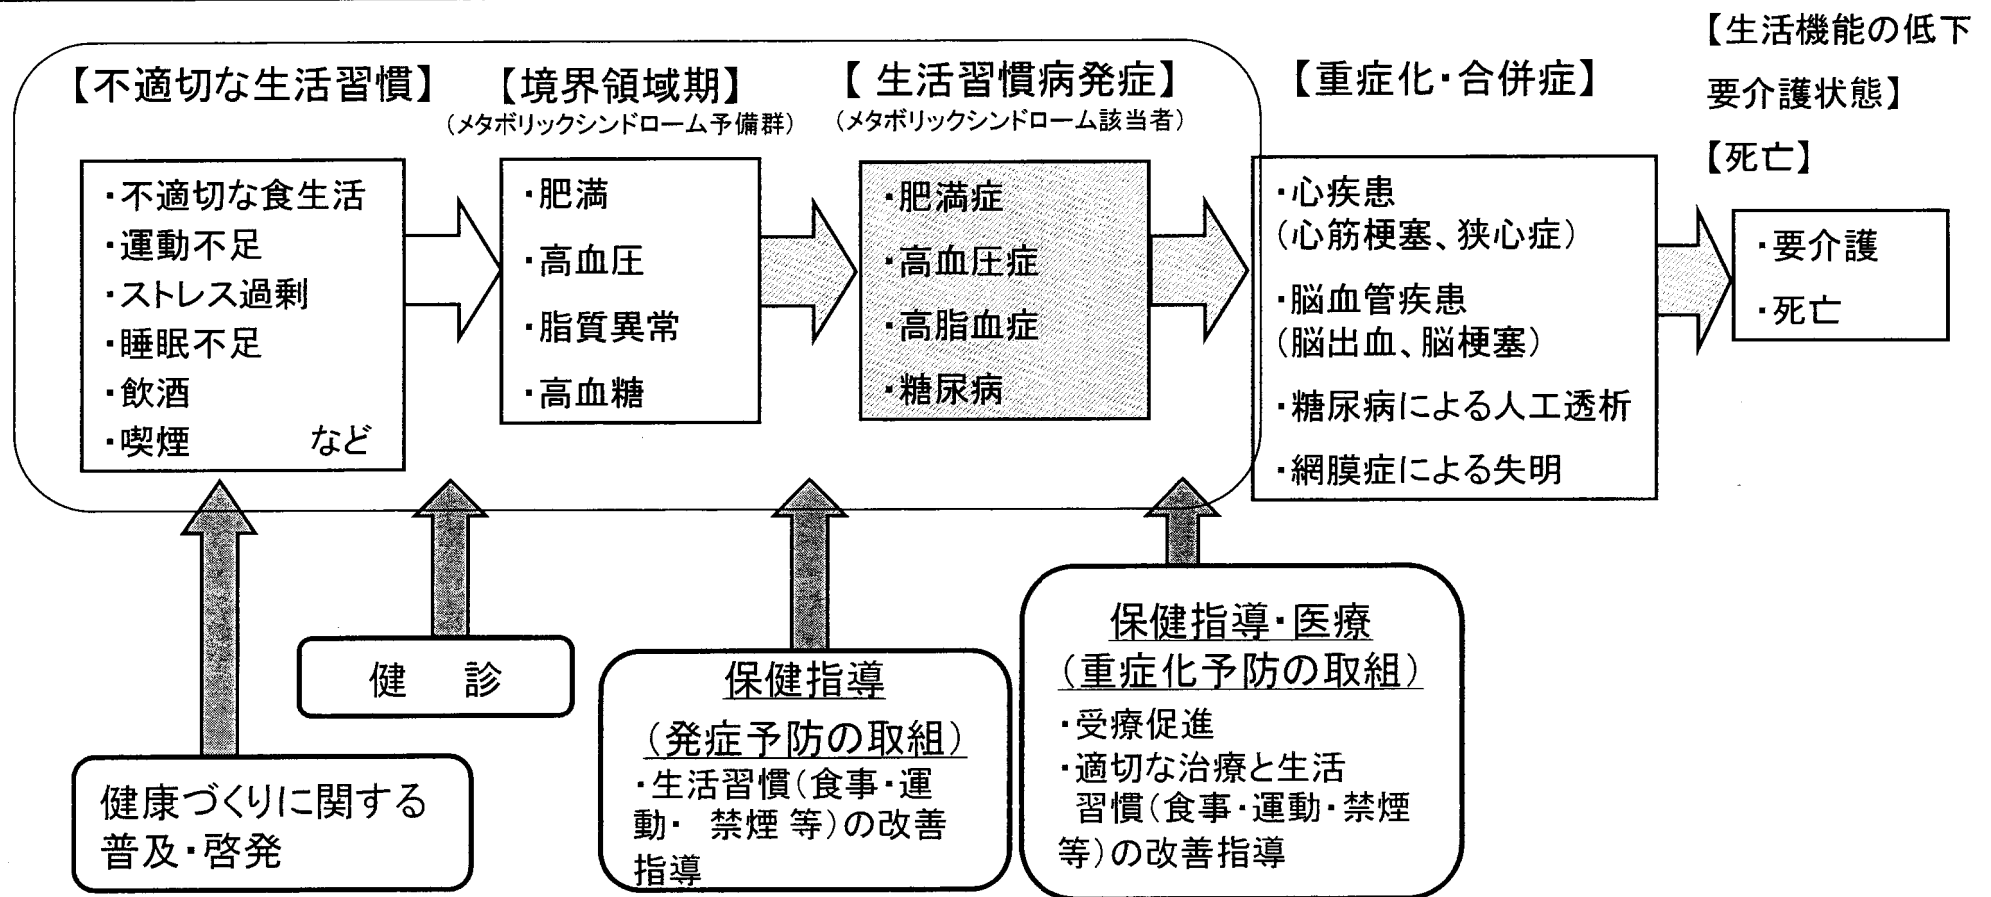 【不適切な生活習慣】
・不適切な食生活
・運動不足
・ストレス過剰
・睡眠不足
・飲酒
・喫煙 など
【境界領域期】
(メタボリックシンドローム予備群)
・肥満
・高血圧
・脂質異常
・高血糖
【 生活習慣病発症】
(メタボリックシンドローム該当者)
・肥満症
・高血圧症
・高脂血症
・糖尿病
【重症化・合併症】
・心疾患
(心筋梗塞、狭心症)
・脳血管疾患
(脳出血、脳梗塞)
・糖尿病による人工透析
・網膜症による失明
【生活機能の低下
要介護状態】
【死亡】
・要介護
・死亡
健康づくりに関する
普及・啓発
健 診
保健指導
(発症予防の取組)
・生活習慣(食事・運
動・ 禁煙 等)の改善
指導
保健指導・医療
(重症化予防の取組)
・受療促進
・適切な治療と生活
習慣(食事・運動・禁煙
等)の改善指導